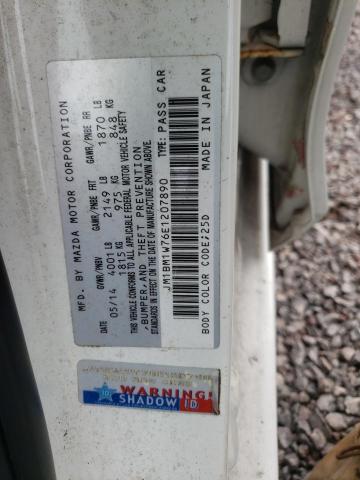 MFD. BY MAZDA MOTOR CORPORATION
GVWR/PNBV GAWR/PNBE FRT GAWR/PNBE RR
05/14 4001 LB 2149 LB 1870 LB
1815 KG 975 KG 848 KG
THIS VEHICLE CONFORMS TO ALL APPLICABLE FEDERAL MOTOR VEHICLE SAFETY
,BUMPER,AND THEFT PREVENTION
STANDARDS IN EFFECT ON THE DATE OF MANUFACTURE SHOWN ABOVE.
JM1BM1W76E1207890 TYPE: PASS CAR
BODY COLOR CODE;25D MADE IN JAPAN
WARNING!
SHADOW ID